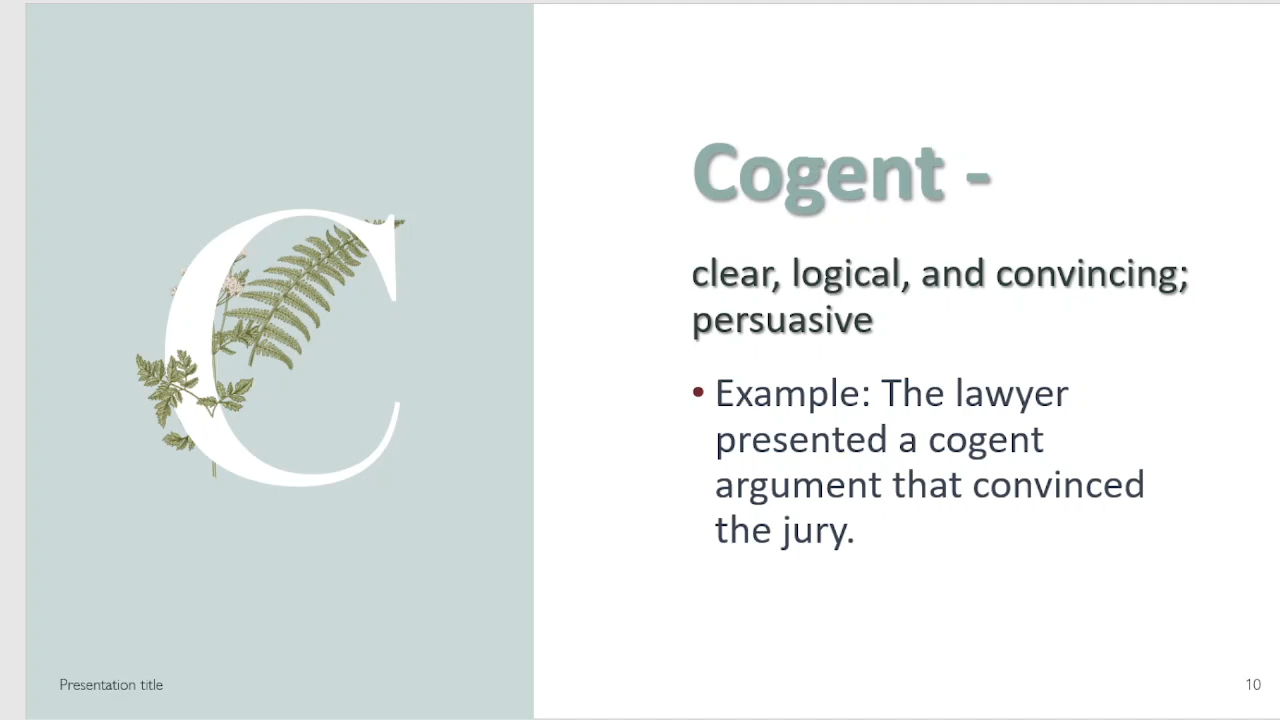 C
Cogent -
clear, logical, and convincing;
persuasive
• Example: The lawyer
presented a cogent
argument that convinced
the jury.
Presentation title
10